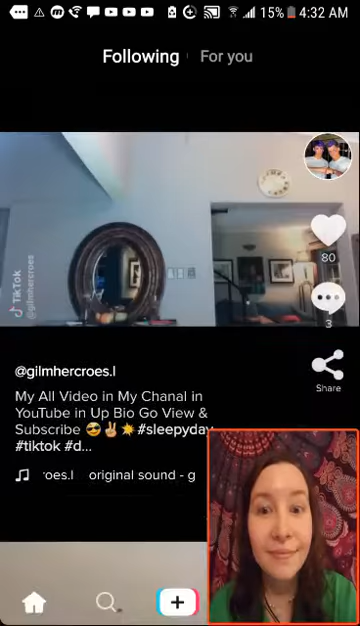 15% 4:32 AM
Following For you
TikTok
@gilmhercroes
80
3
Share
@gilmhercroes.l
My All Video in My Chanal in
YouTube in Up Bio Go View &
Subscribe 😎✌🏼☀️ #sleepyday
#tiktok #d...
'oes.l original sound - g